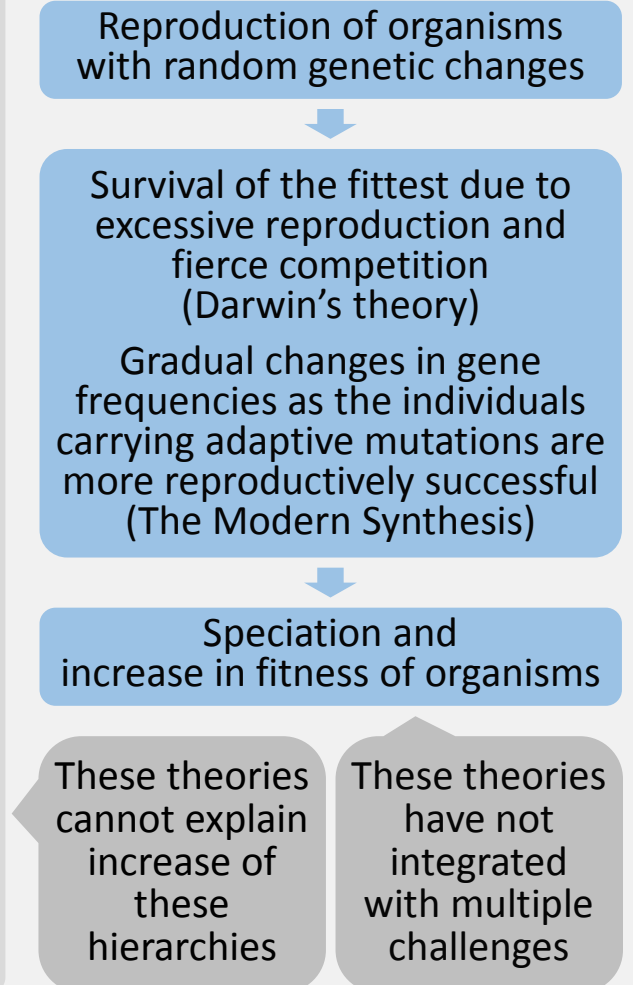 Reproduction of organisms
with random genetic changes
Survival of the fittest due to
excessive reproduction and
fierce competition
(Darwin’s theory)
Gradual changes in gene
frequencies as the individuals
carrying adaptive mutations are
more reproductively successful
(The Modern Synthesis)
Speciation and
increase in fitness of organisms
These theories
cannot explain
increase of
these
hierarchies
These theories
have not
integrated
with multiple
challenges